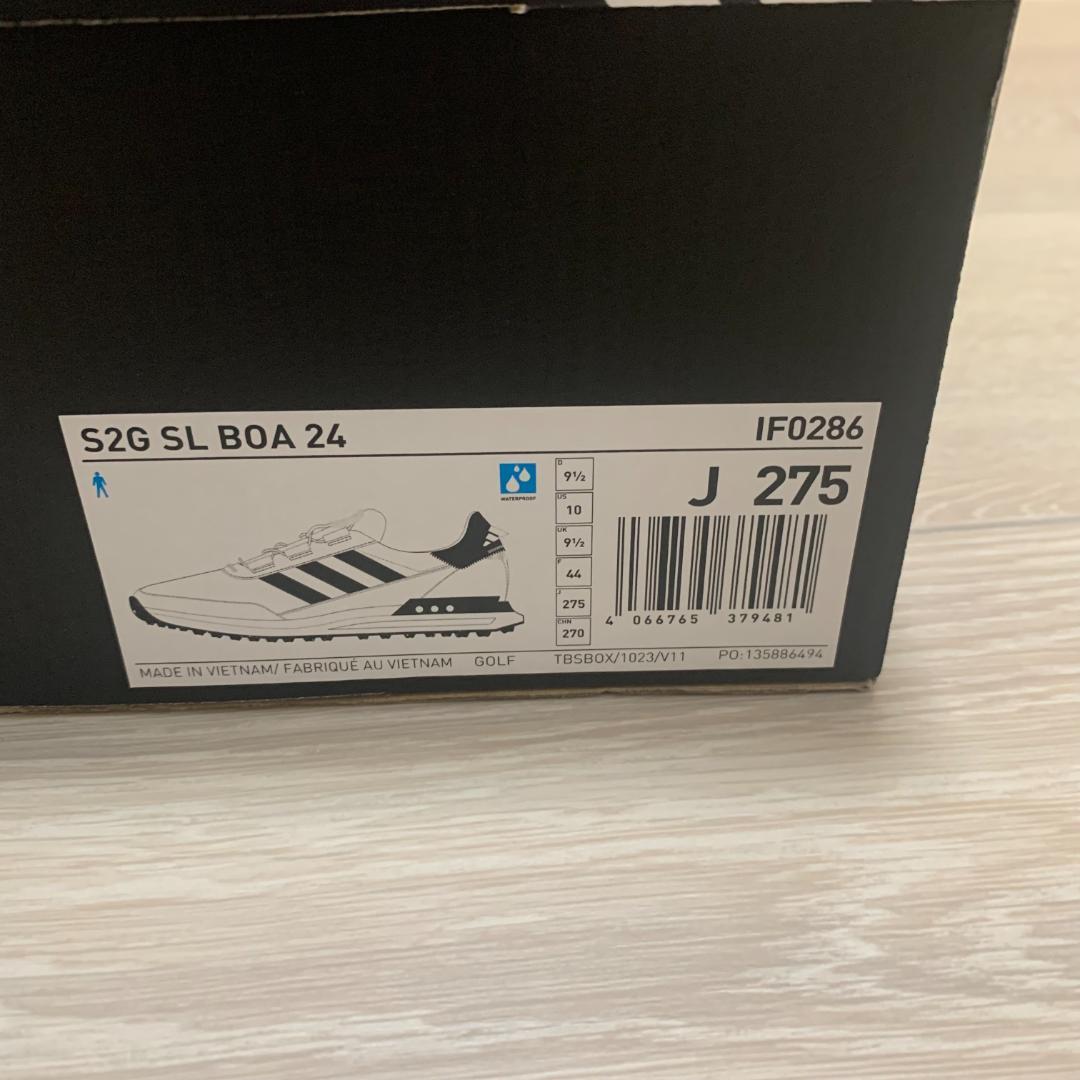 S2G SL BOA 24
IF0286
WATERPROOF
D
9½
US
10
UK
9½
F
44
J
275
CHN
270
J 275
4 066765 379481
MADE IN VIETNAM/ FABRIQUÉ AU VIETNAM GOLF TBSBOX/1023/V11 PO:135886494